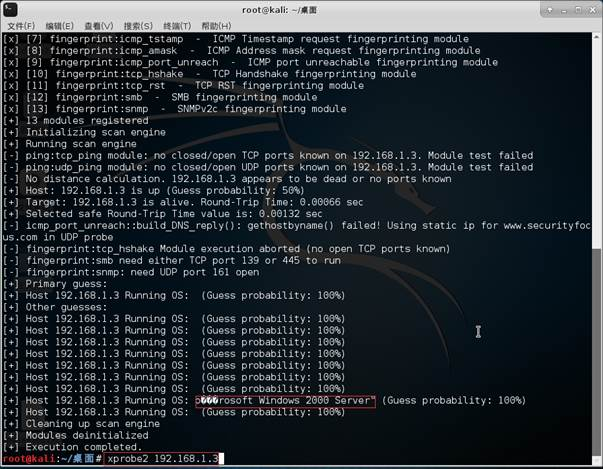 root@kali: ~/桌面
文件(F) 编辑(E) 查看(V) 搜索(S) 终端(T) 帮助(H)
[x] [7] fingerprint:icmp_tstamp  -  ICMP Timestamp request fingerprinting module
[x] [8] fingerprint:icmp_amask  -  ICMP Address mask request fingerprinting module
[x] [9] fingerprint:icmp_port_unreach  -  ICMP port unreachable fingerprinting module
[x] [10] fingerprint:tcp_hshake  -  TCP Handshake fingerprinting module
[x] [11] fingerprint:tcp_rst  -  TCP RST fingerprinting module
[x] [12] fingerprint:smb  -  SMB fingerprinting module
[x] [13] fingerprint:snmp  -  SNMPv2c fingerprinting module
[+] 13 modules registered
[+] Initializing scan engine
[+] Running scan engine
[-] ping:tcp_ping module: no closed/open TCP ports known on 192.168.1.3. Module test failed
[-] ping:udp_ping module: no closed/open UDP ports known on 192.168.1.3. Module test failed
[-] No distance calculation. 192.168.1.3 appears to be dead or no ports known
[+] Host: 192.168.1.3 is up (Guess probability: 50%)
[+] Target: 192.168.1.3 is alive. Round-Trip Time: 0.00066 sec
[+] Selected safe Round-Trip Time value is: 0.00132 sec
[-] icmp_port_unreach::build_DNS_reply(): gethostbyname() failed! Using static ip for www.securityfoc
us.com in UDP probe
[-] fingerprint:tcp_hshake Module execution aborted (no open TCP ports known)
[-] fingerprint:smb need either TCP port 139 or 445 to run
[-] fingerprint:snmp: need UDP port 161 open
[+] Primary guess:
[+] Host 192.168.1.3 Running OS:  (Guess probability: 100%)
[+] Other guesses:
[+] Host 192.168.1.3 Running OS:  (Guess probability: 100%)
[+] Host 192.168.1.3 Running OS:  (Guess probability: 100%)
[+] Host 192.168.1.3 Running OS:  (Guess probability: 100%)
[+] Host 192.168.1.3 Running OS:  (Guess probability: 100%)
[+] Host 192.168.1.3 Running OS:  (Guess probability: 100%)
[+] Host 192.168.1.3 Running OS:  (Guess probability: 100%)
[+] Host 192.168.1.3 Running OS:  (Guess probability: 100%)
[+] Host 192.168.1.3 Running OS: p���rosoft Windows 2000 Server" (Guess probability: 100%)
[+] Host 192.168.1.3 Running OS:  (Guess probability: 100%)
[+] Cleaning up scan engine
[+] Modules deinitialized
[+] Execution completed.
root@kali:~/桌面# xprobe2 192.168.1.3